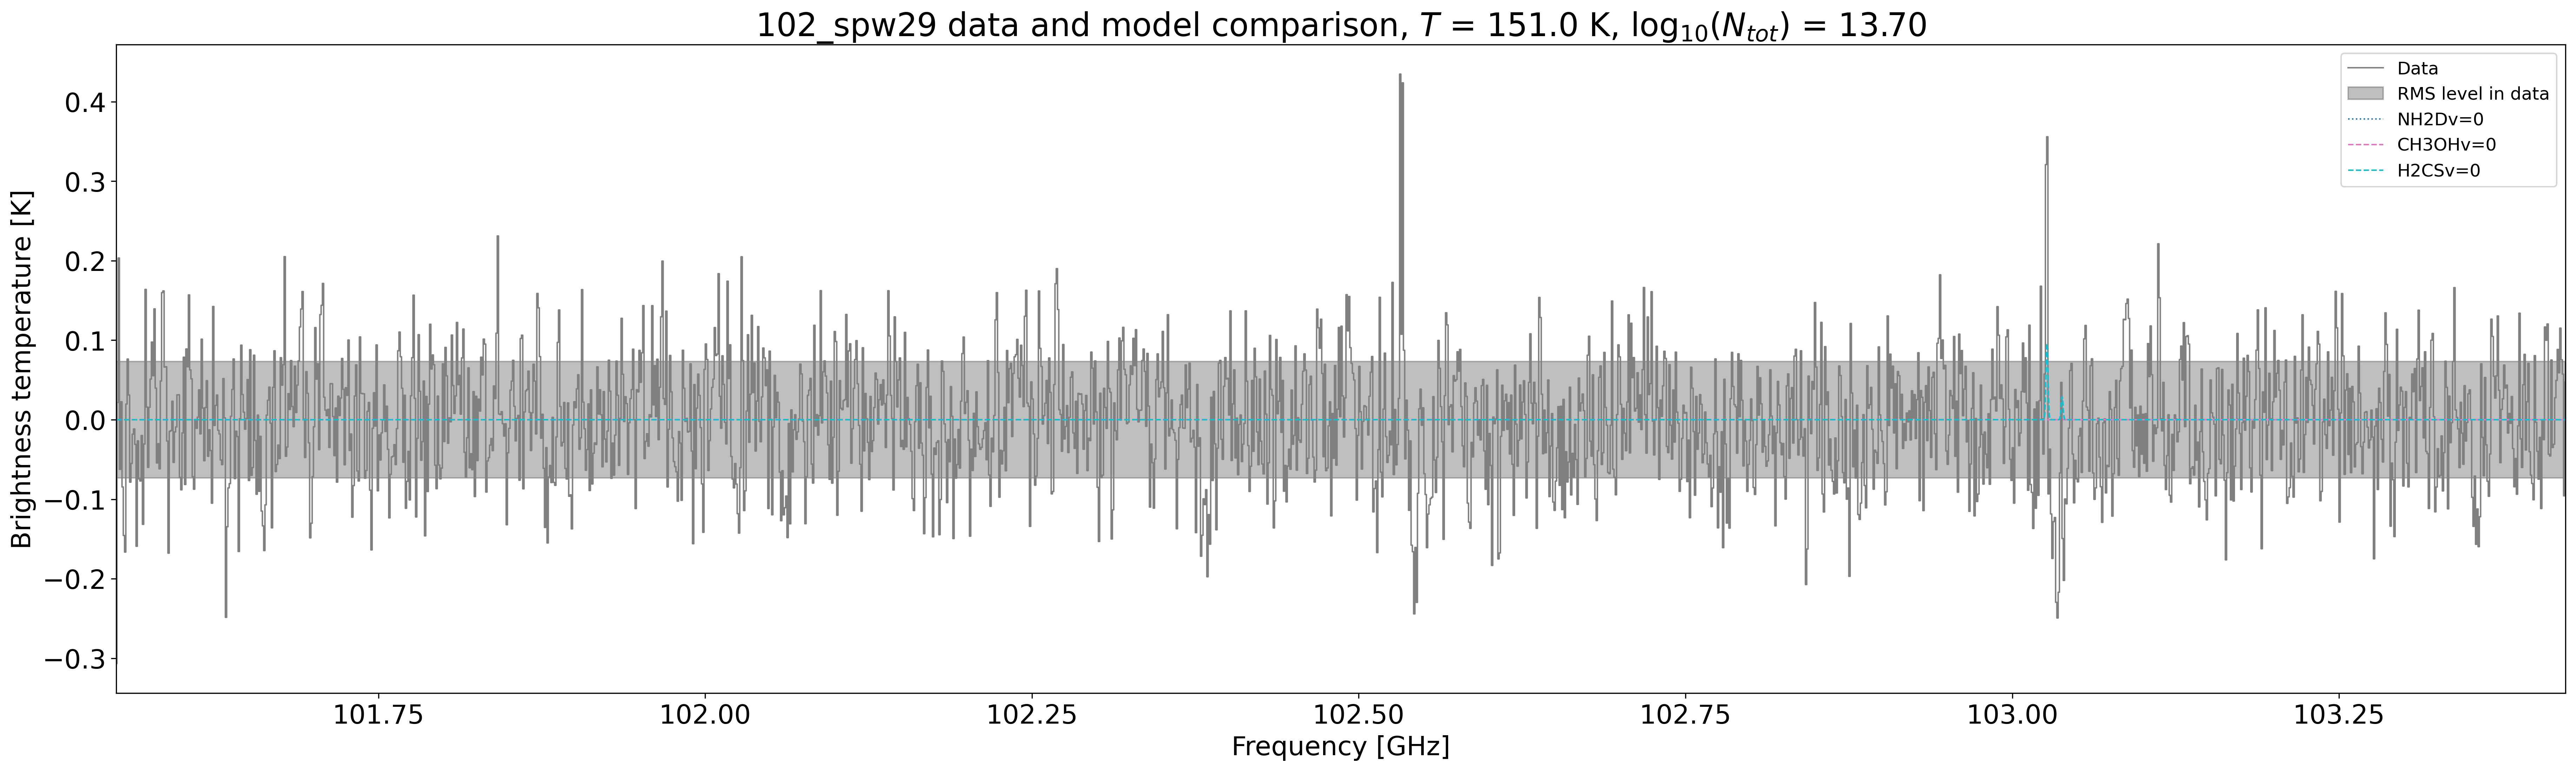 102_spw29 data and model comparison, T = 151.0 K, log₁₀(Nₜₒₜ) = 13.70
Data
RMS level in data
NH2Dv=0
CH3OHv=0
H2CSv=0
Brightness temperature [K]
0.4
0.3
0.2
0.1
0.0
−0.1
−0.2
−0.3
101.75 102.00 102.25 102.50 102.75 103.00 103.25
Frequency [GHz]